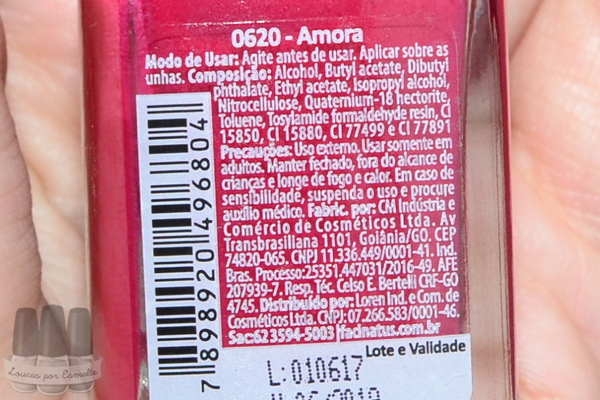 0620 - Amora
Modo de Usar: Agite antes de usar. Aplicar sobre as
unhas. Composição: Alcohol, Butyl acetate, Dibutyl
phthalate, Ethyl acetate, Isopropyl alcohol,
Nitrocellulose, Quaternium-18 hectorite,
Toluene, Tosylamide formaldehyde resin, CI
15850, CI 15880, CI 77499 e CI 77891
Precauções: Uso externo. Usar somente em
adultos. Manter fechado, fora do alcance de
crianças e longe de fogo e calor. Em caso de
sensibilidade, suspenda o uso e procure
auxílio médico. Fabric. por: CM Indústria e
Comércio de Cosméticos Ltda. Av
Transbrasiliana 1101, Goiânia/GO. CEP
74820-065. CNPJ 11.336.449/0001-41. Ind.
Bras. Processo:25351.447031/2016-49. AFE
207939-7. Resp. Téc. Celso E. Bertelli CRF-GO
4745. Distribuído por: Loren Ind. e Com. de
Cosméticos Ltda. CNPJ: 07.266.583/0001-46.
Sac:62 3594-5003 | facinatus.com.br
7 898920 496804
Lote e Validade
L:010617
Loucas por Esmalte